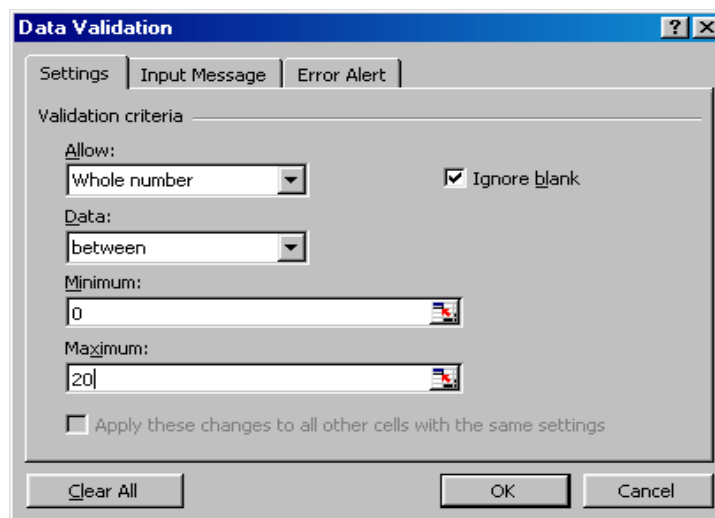 Data Validation
Settings Input Message Error Alert
Validation criteria
Allow:
Whole number
Ignore blank
Data:
between
Minimum:
0
Maximum:
20
Apply these changes to all other cells with the same settings
Clear All OK Cancel